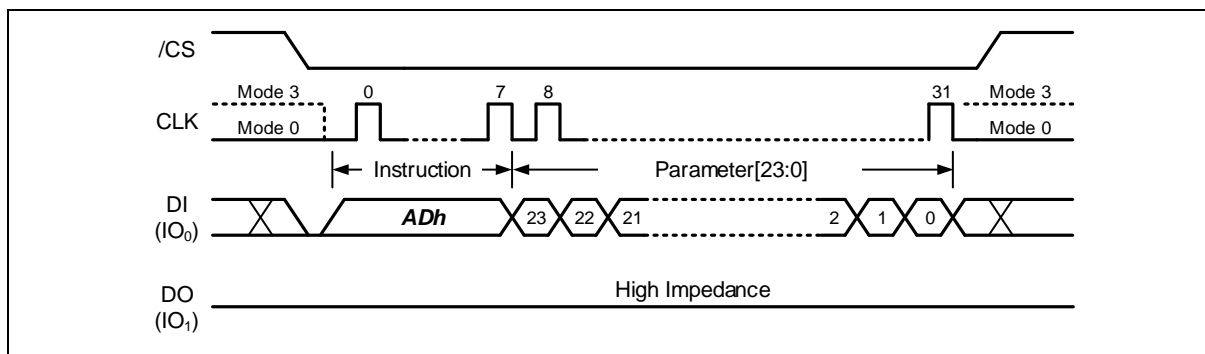 /CS
Mode 3 0 7 8 31 Mode 3
CLK
Mode 0 Mode 0
Instruction Parameter[23:0]
DI
(IO₀)
ADh 23 22 21 2 1 0
High Impedance
DO
(IO₁)